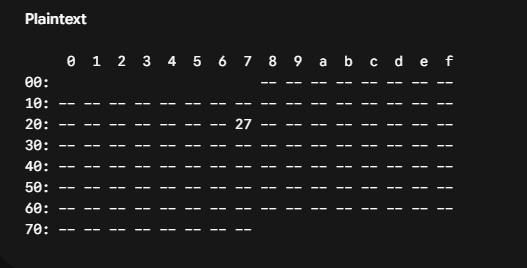 Plaintext
     0  1  2  3  4  5  6  7  8  9  a  b  c  d  e  f
00:                         -- -- -- -- -- -- -- --
10: -- -- -- -- -- -- -- -- -- -- -- -- -- -- -- --
20: -- -- -- -- -- -- -- 27 -- -- -- -- -- -- -- --
30: -- -- -- -- -- -- -- -- -- -- -- -- -- -- -- --
40: -- -- -- -- -- -- -- -- -- -- -- -- -- -- -- --
50: -- -- -- -- -- -- -- -- -- -- -- -- -- -- -- --
60: -- -- -- -- -- -- -- -- -- -- -- -- -- -- -- --
70: -- -- -- -- -- -- -- --